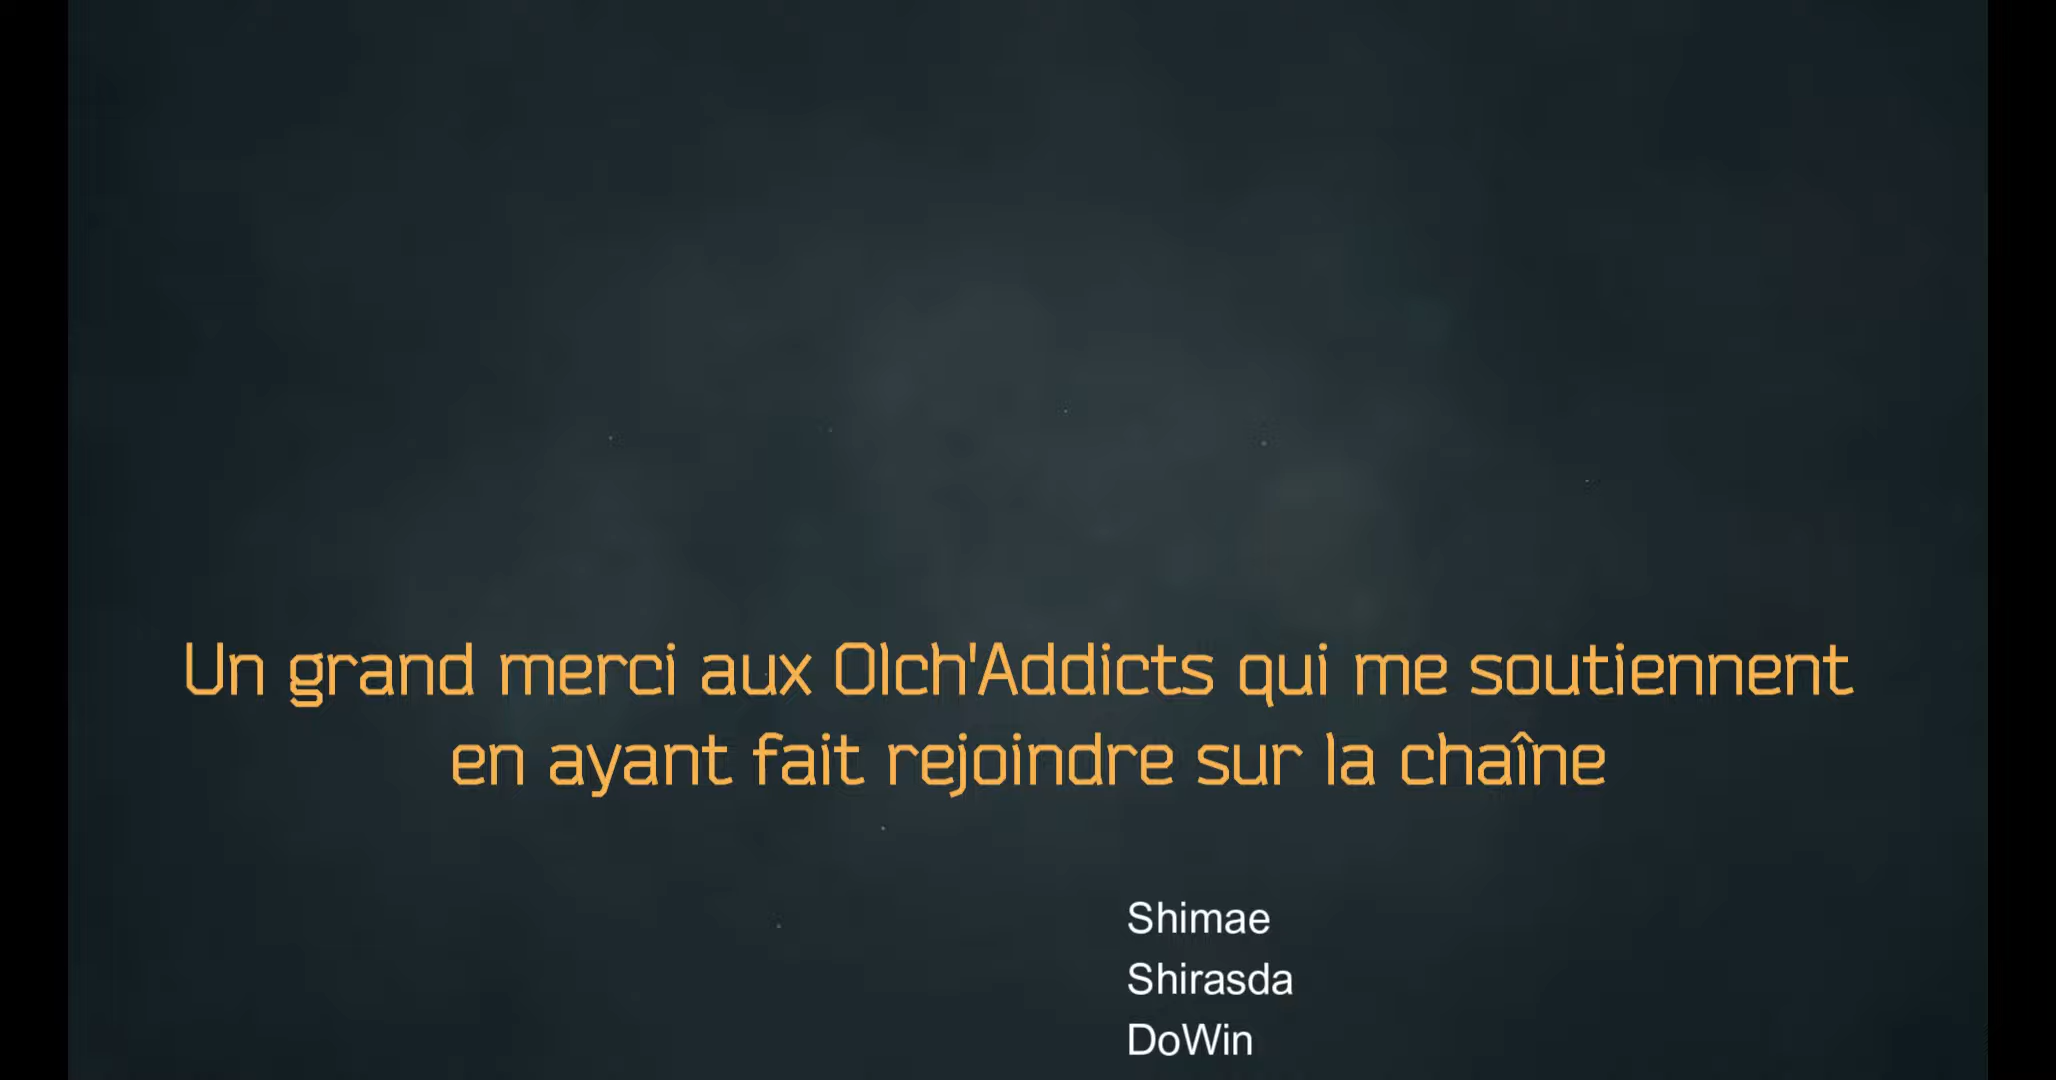 Un grand merci aux Olch'Addicts qui me soutiennent
en ayant fait rejoindre sur la chaîne
Shimae
Shirasda
DoWin